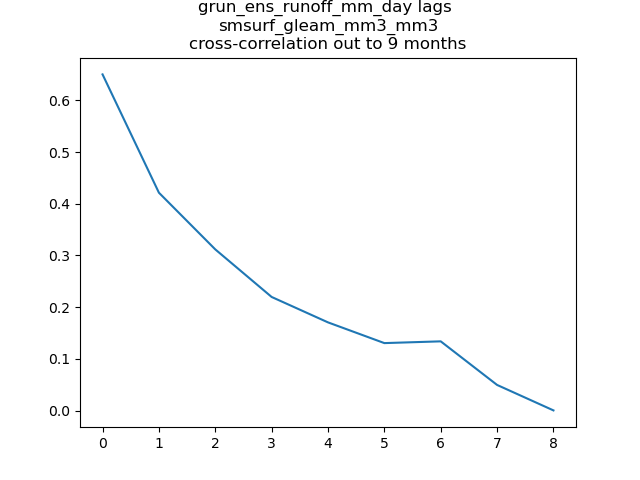 grun_ens_runoff_mm_day lags
smsurf_gleam_mm3_mm3
cross-correlation out to 9 months
0.6
0.5
0.4
0.3
0.2
0.1
0.0
0 1 2 3 4 5 6 7 8